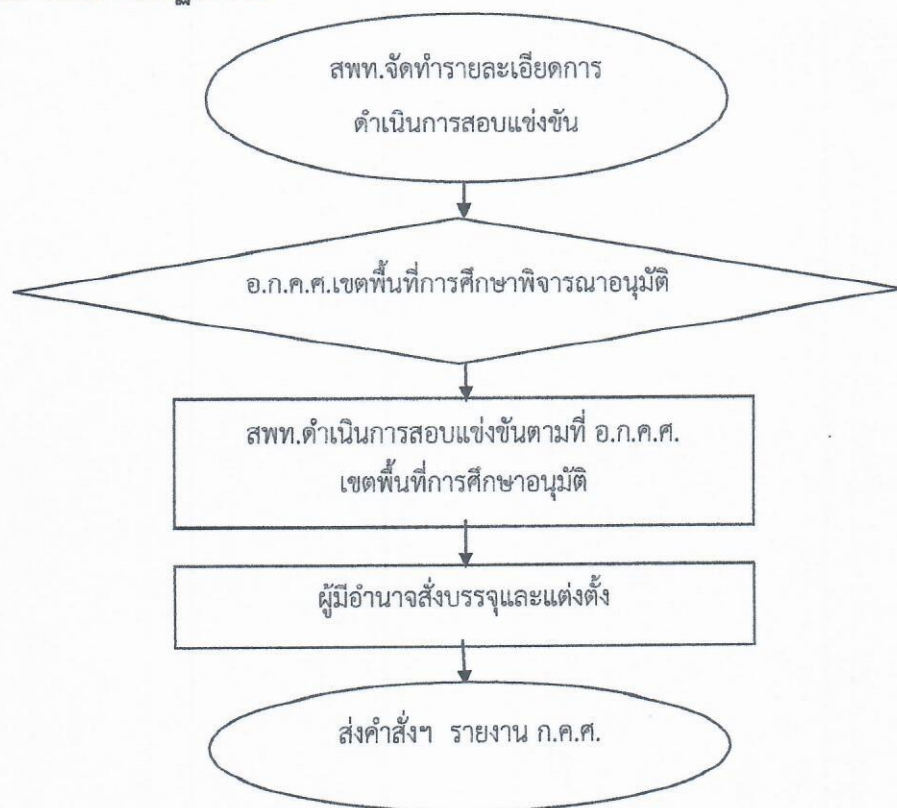 สพท.จัดทำรายละเอียดการ
ดำเนินการสอบแข่งขัน
อ.ก.ค.ศ.เขตพื้นที่การศึกษาพิจารณาอนุมัติ
สพท.ดำเนินการสอบแข่งขันตามที่ อ.ก.ค.ศ.
เขตพื้นที่การศึกษาอนุมัติ
ผู้มีอำนาจสั่งบรรจุและแต่งตั้ง
ส่งคำสั่งฯ รายงาน ก.ค.ศ.